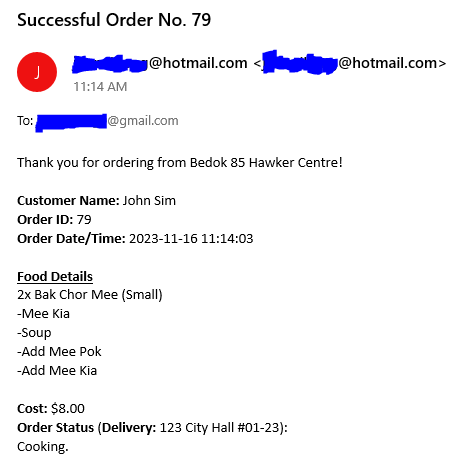 Successful Order No. 79
J
@hotmail.com < @hotmail.com>
11:14 AM
To: @gmail.com
Thank you for ordering from Bedok 85 Hawker Centre!
Customer Name: John Sim
Order ID: 79
Order Date/Time: 2023-11-16 11:14:03
Food Details
2x Bak Chor Mee (Small)
-Mee Kia
-Soup
-Add Mee Pok
-Add Mee Kia
Cost: $8.00
Order Status (Delivery: 123 City Hall #01-23):
Cooking.